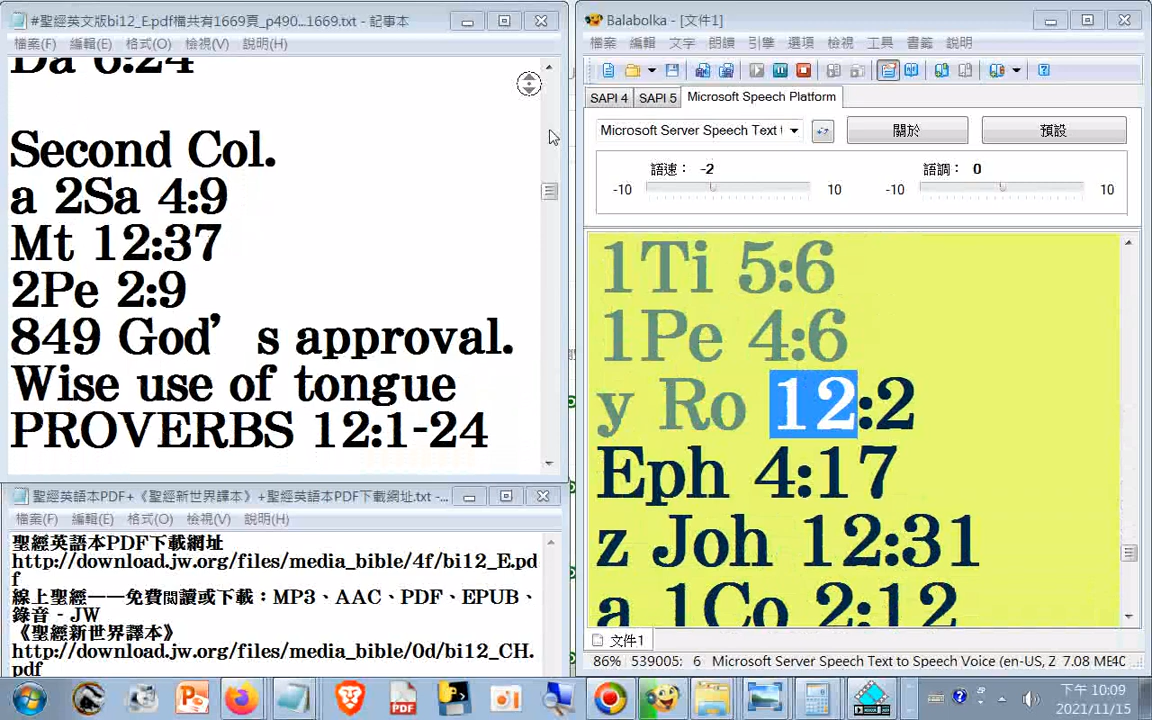 #聖經英文版bi12_E.pdf檔共有1669頁_p490...1669.txt - 記事本
檔案(F) 編輯(E) 格式(O) 檢視(V) 說明(H)
Da 6:24
Second Col.
a 2Sa 4:9
Mt 12:37
2Pe 2:9
849 God’s approval.
Wise use of tongue
PROVERBS 12:1-24
聖經英語本PDF+《聖經新世界譯本》+聖經英語本PDF下載網址.txt -...
檔案(F) 編輯(E) 格式(O) 檢視(V) 說明(H)
聖經英語本PDF下載網址
http://download.jw.org/files/media_bible/4f/bi12_E.pd
f
線上聖經——免費閱讀或下載：MP3、AAC、PDF、EPUB、
錄音 - JW
《聖經新世界譯本》
http://download.jw.org/files/media_bible/0d/bi12_CH.
pdf
Balabolka - [文件1]
檔案 編輯 文字 朗讀 引擎 選項 檢視 工具 書籤 說明
SAPI 4 SAPI 5 Microsoft Speech Platform
Microsoft Server Speech Text 關於 預設
語速： -2 語調： 0
-10 10 -10 10
1Ti 5:6
1Pe 4:6
y Ro 12:2
Eph 4:17
z Joh 12:31
a 1Co 2:12
文件1
86% 539005: 6 Microsoft Server Speech Text to Speech Voice (en-US, Z 7.08 ME
PDF
下午 10:09
2021/11/15